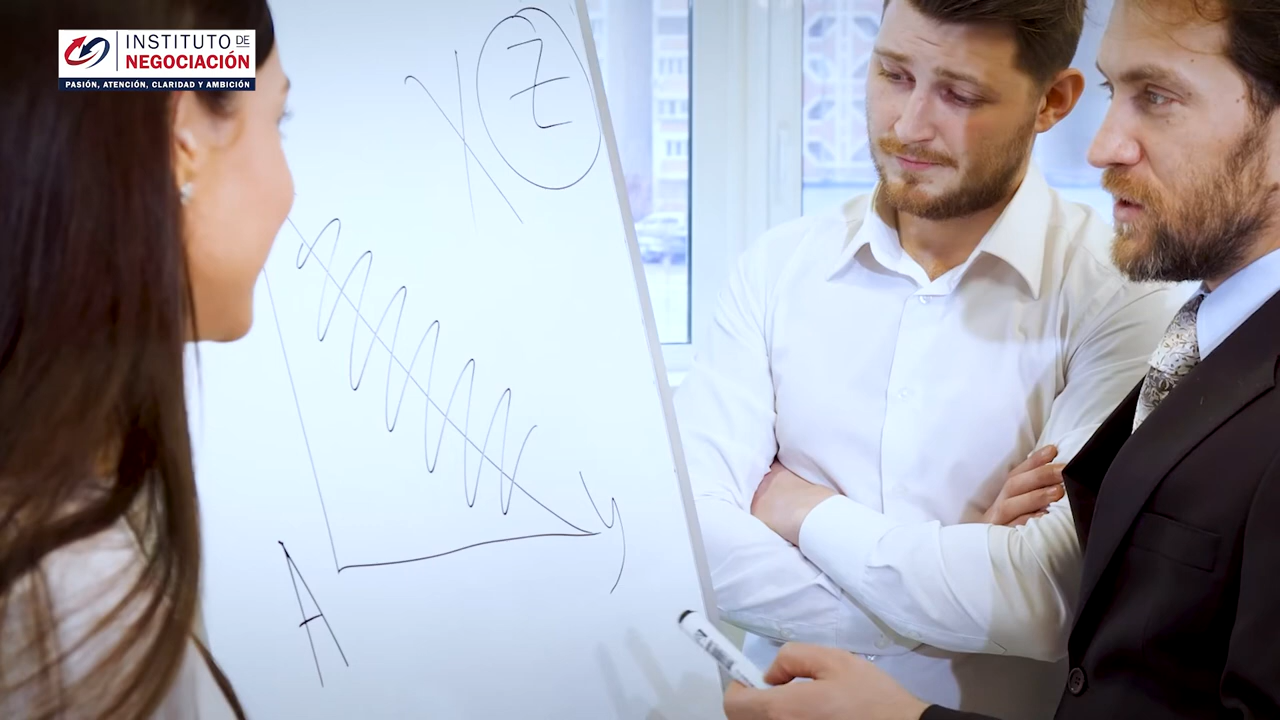 INSTITUTO DE
NEGOCIACIÓN
PASIÓN, ATENCIÓN, CLARIDAD Y AMBICIÓN
X Z
y
A